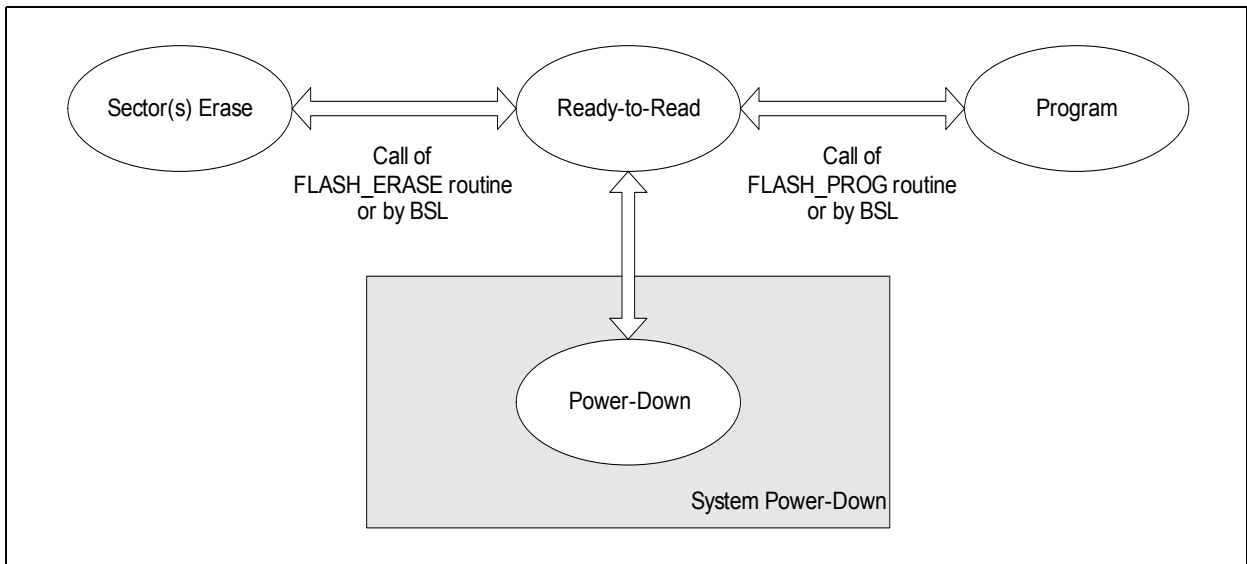 Sector(s) Erase
Ready-to-Read
Program
Call of
FLASH_ERASE routine
or by BSL
Call of
FLASH_PROG routine
or by BSL
Power-Down
System Power-Down